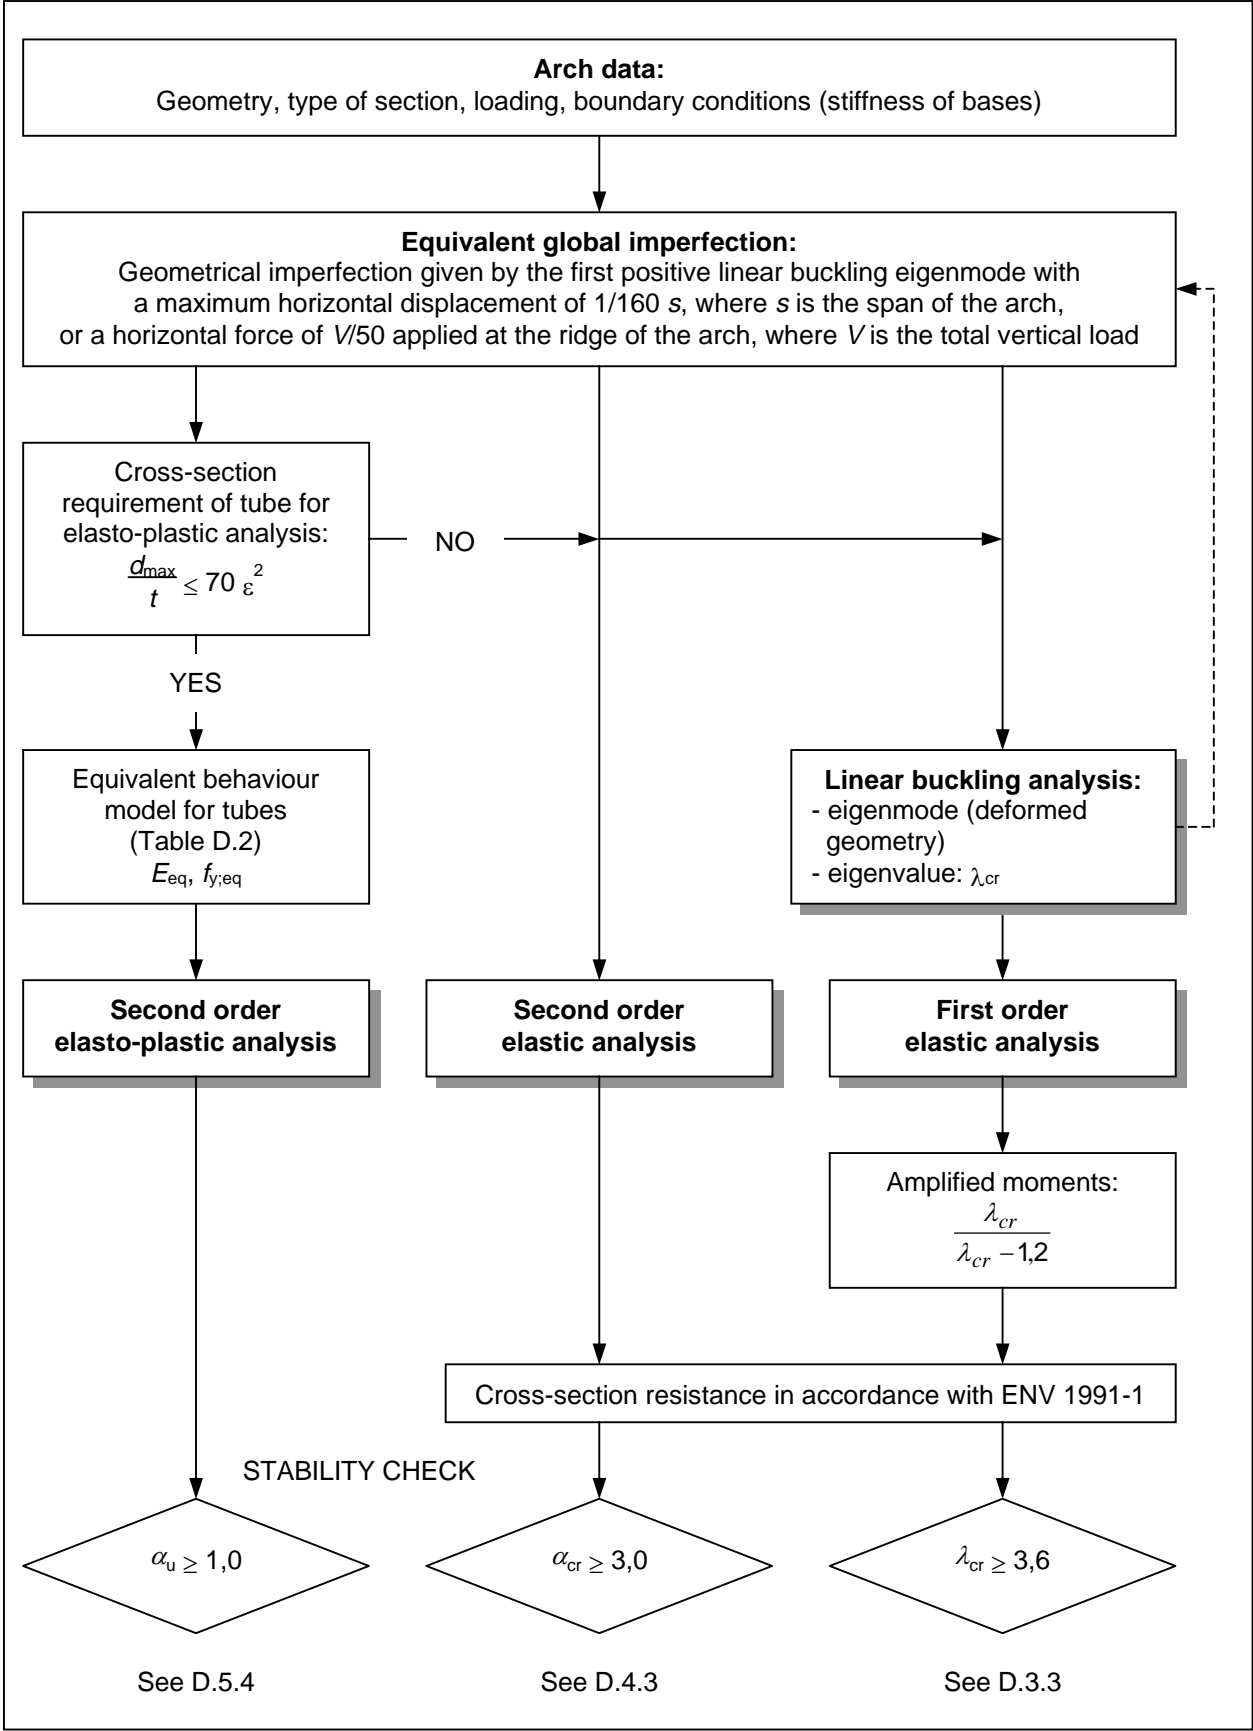 Arch data:
Geometry, type of section, loading, boundary conditions (stiffness of bases)
Equivalent global imperfection:
Geometrical imperfection given by the first positive linear buckling eigenmode with
a maximum horizontal displacement of 1/160 s, where s is the span of the arch,
or a horizontal force of V/50 applied at the ridge of the arch, where V is the total vertical load
Cross-section
requirement of tube for
elasto-plastic analysis:
d_max / t ≤ 70 ε²
NO
YES
Equivalent behaviour
model for tubes
(Table D.2)
E_eq, f_y;eq
Linear buckling analysis:
- eigenmode (deformed
geometry)
- eigenvalue: λ_cr
Second order
elasto-plastic analysis
Second order
elastic analysis
First order
elastic analysis
Amplified moments:
λ_cr / (λ_cr − 1,2)
Cross-section resistance in accordance with ENV 1991-1
STABILITY CHECK
α_u ≥ 1,0
α_cr ≥ 3,0
λ_cr ≥ 3,6
See D.5.4
See D.4.3
See D.3.3